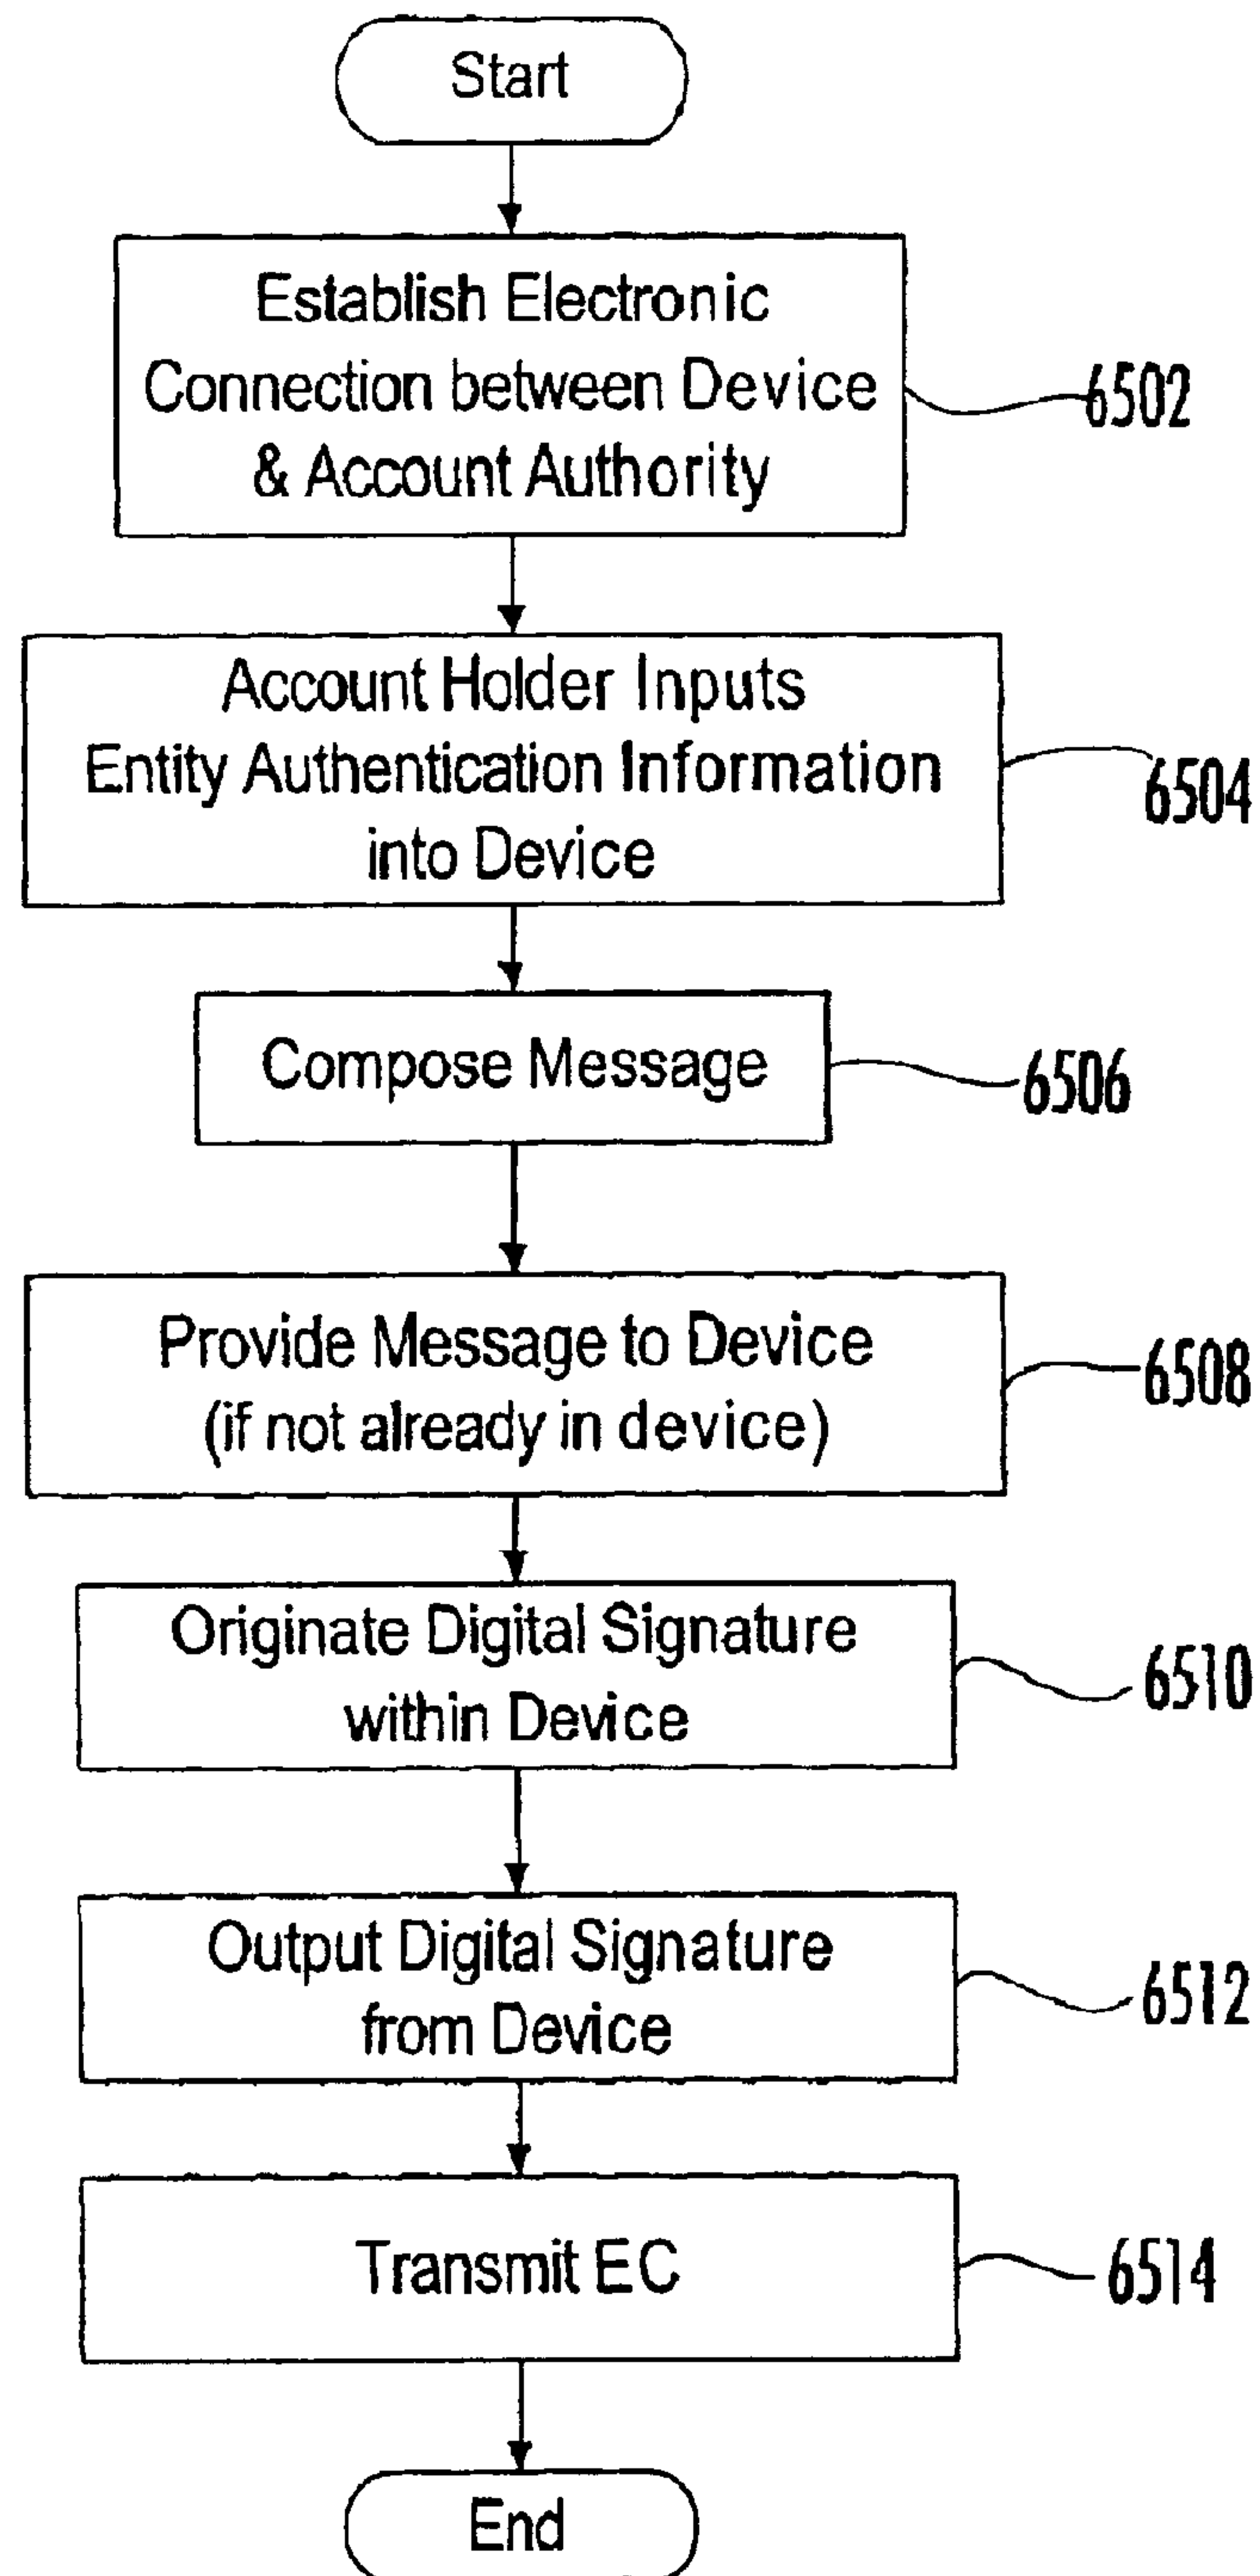 Start
Establish Electronic
Connection between Device
& Account Authority
6502
Account Holder Inputs
Entity Authentication Information
into Device
6504
Compose Message
6506
Provide Message to Device
(if not already in device)
6508
Originate Digital Signature
within Device
6510
Output Digital Signature
from Device
6512
Transmit EC
6514
End